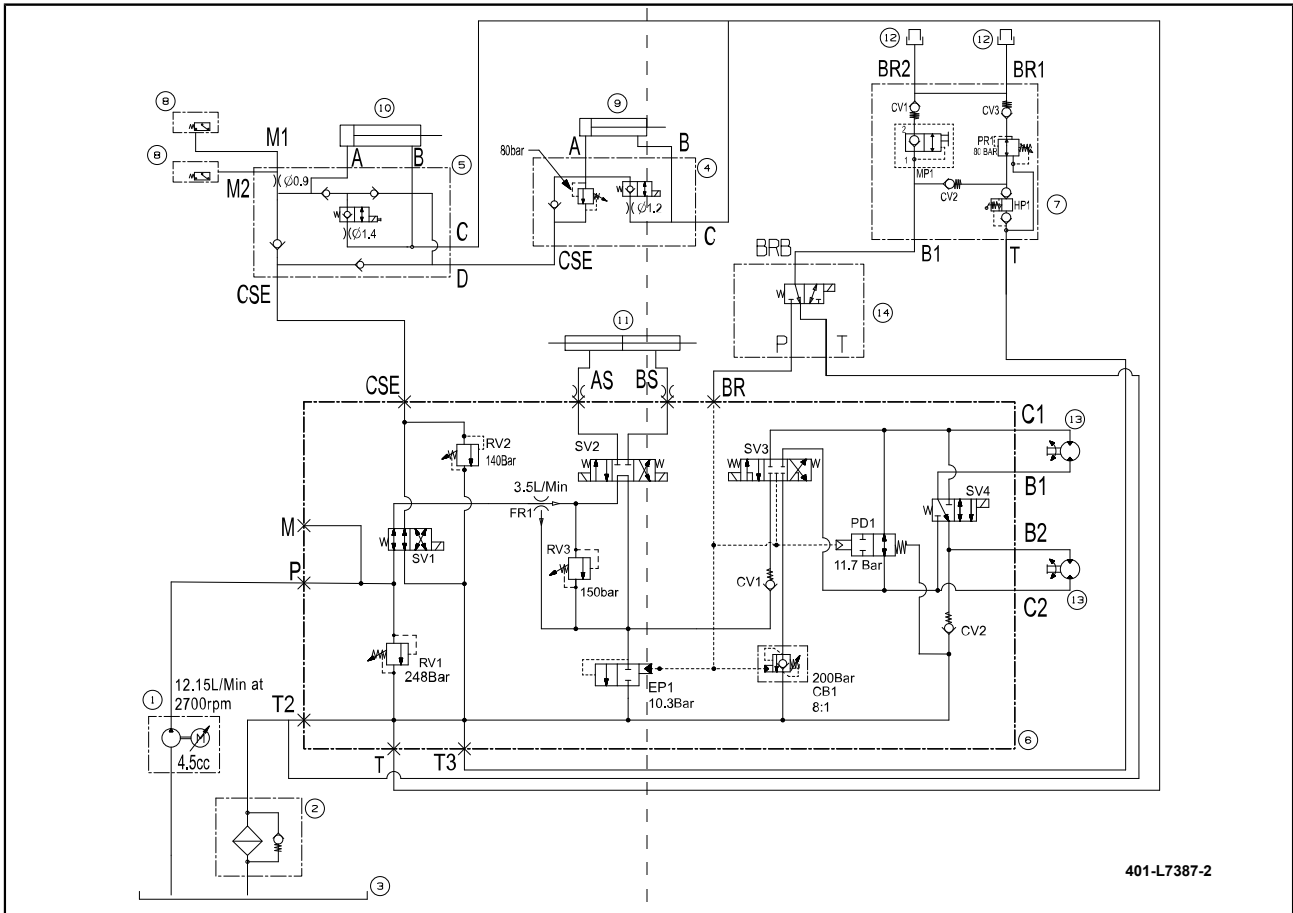 12
12
BR2
BR1
8
10
9
CV1
CV3
M1
2
PR1
80 BAR
A
B
5
80bar
A
B
4
8
M2
)(Ø0.9
1
MP1
HP1
)(Ø1.2
CV2
7
)(Ø1.4
C
C
B1
T
BRB
CSE
D
CSE
14
11
P
T
CSE
AS
BS
BR
C1
13
SV2
SV3
RV2
140Bar
B1
3.5L/Min
SV4
FR1
M
PD1
B2
SV1
RV3
11.7 Bar
P
150bar
CV1
13
C2
CV2
RV1
248Bar
200Bar
EP1
CB1
10.3Bar
8:1
12.15L/Min at
2700rpm
1
T2
M
6
4.5cc
T
T3
2
3
401-L7387-2